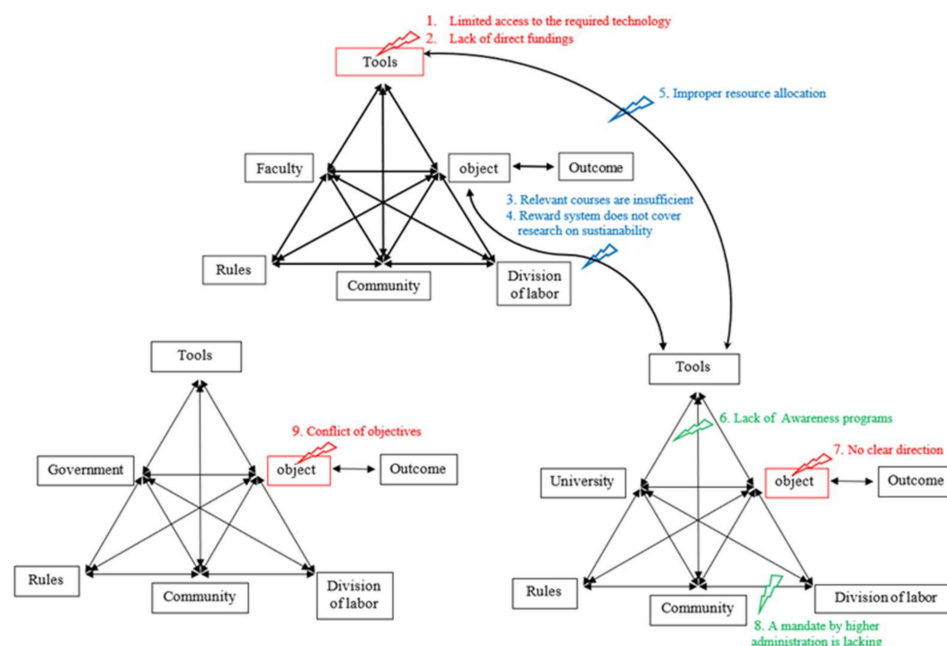 1. Limited access to the required technology
2. Lack of direct fundings
Tools
5. Improper resource allocation
Faculty
object
Outcome
3. Relevant courses are insufficient
4. Reward system does not cover
research on sustianability
Rules
Community
Division
of labor
Tools
Tools
6. Lack of Awareness programs
9. Conflict of objectives
7. No clear direction
Government
object
Outcome
University
object
Outcome
Rules
Community
Division
of labor
Rules
Community
Division of labor
8. A mandate by higher
administration is lacking